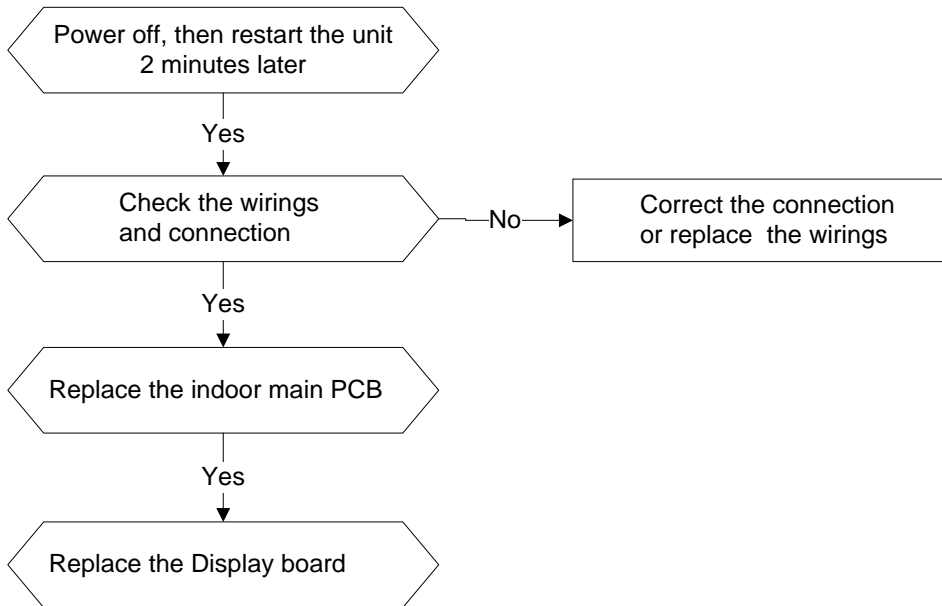 Power off, then restart the unit
2 minutes later
Yes
Check the wirings
and connection
No
Correct the connection
or replace  the wirings
Yes
Replace the indoor main PCB
Yes
Replace the Display board